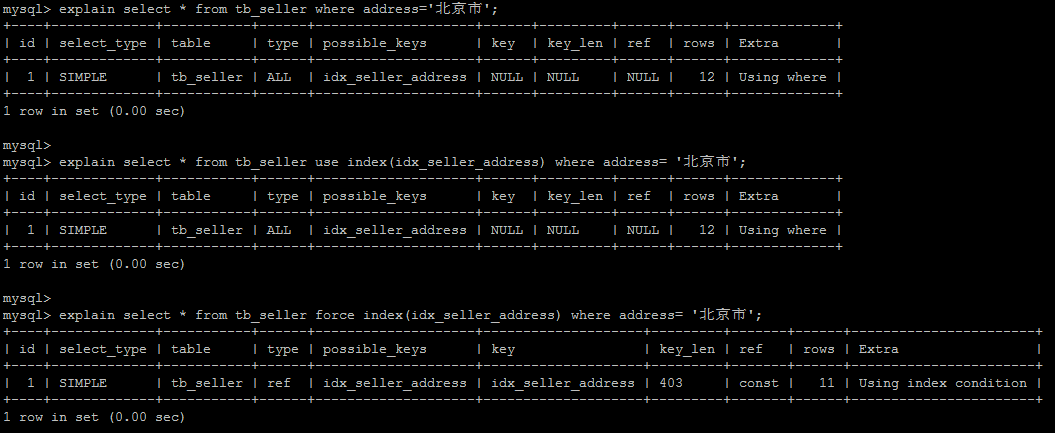 mysql> explain select * from tb_seller where address='北京市';
+----+-------------+-----------+------+--------------------+------+---------+------+------+-------------+
| id | select_type | table     | type | possible_keys      | key  | key_len | ref  | rows | Extra       |
+----+-------------+-----------+------+--------------------+------+---------+------+------+-------------+
|  1 | SIMPLE      | tb_seller | ALL  | idx_seller_address | NULL | NULL    | NULL |   12 | Using where |
+----+-------------+-----------+------+--------------------+------+---------+------+------+-------------+
1 row in set (0.00 sec)
mysql>
mysql> explain select * from tb_seller use index(idx_seller_address) where address= '北京市';
+----+-------------+-----------+------+--------------------+------+---------+------+------+-------------+
| id | select_type | table     | type | possible_keys      | key  | key_len | ref  | rows | Extra       |
+----+-------------+-----------+------+--------------------+------+---------+------+------+-------------+
|  1 | SIMPLE      | tb_seller | ALL  | idx_seller_address | NULL | NULL    | NULL |   12 | Using where |
+----+-------------+-----------+------+--------------------+------+---------+------+------+-------------+
1 row in set (0.00 sec)
mysql>
mysql> explain select * from tb_seller force index(idx_seller_address) where address= '北京市';
+----+-------------+-----------+------+--------------------+--------------------+---------+-------+------+-----------------------+
| id | select_type | table     | type | possible_keys      | key                | key_len | ref   | rows | Extra                 |
+----+-------------+-----------+------+--------------------+--------------------+---------+-------+------+-----------------------+
|  1 | SIMPLE      | tb_seller | ref  | idx_seller_address | idx_seller_address | 403     | const |   11 | Using index condition |
+----+-------------+-----------+------+--------------------+--------------------+---------+-------+------+-----------------------+
1 row in set (0.00 sec)